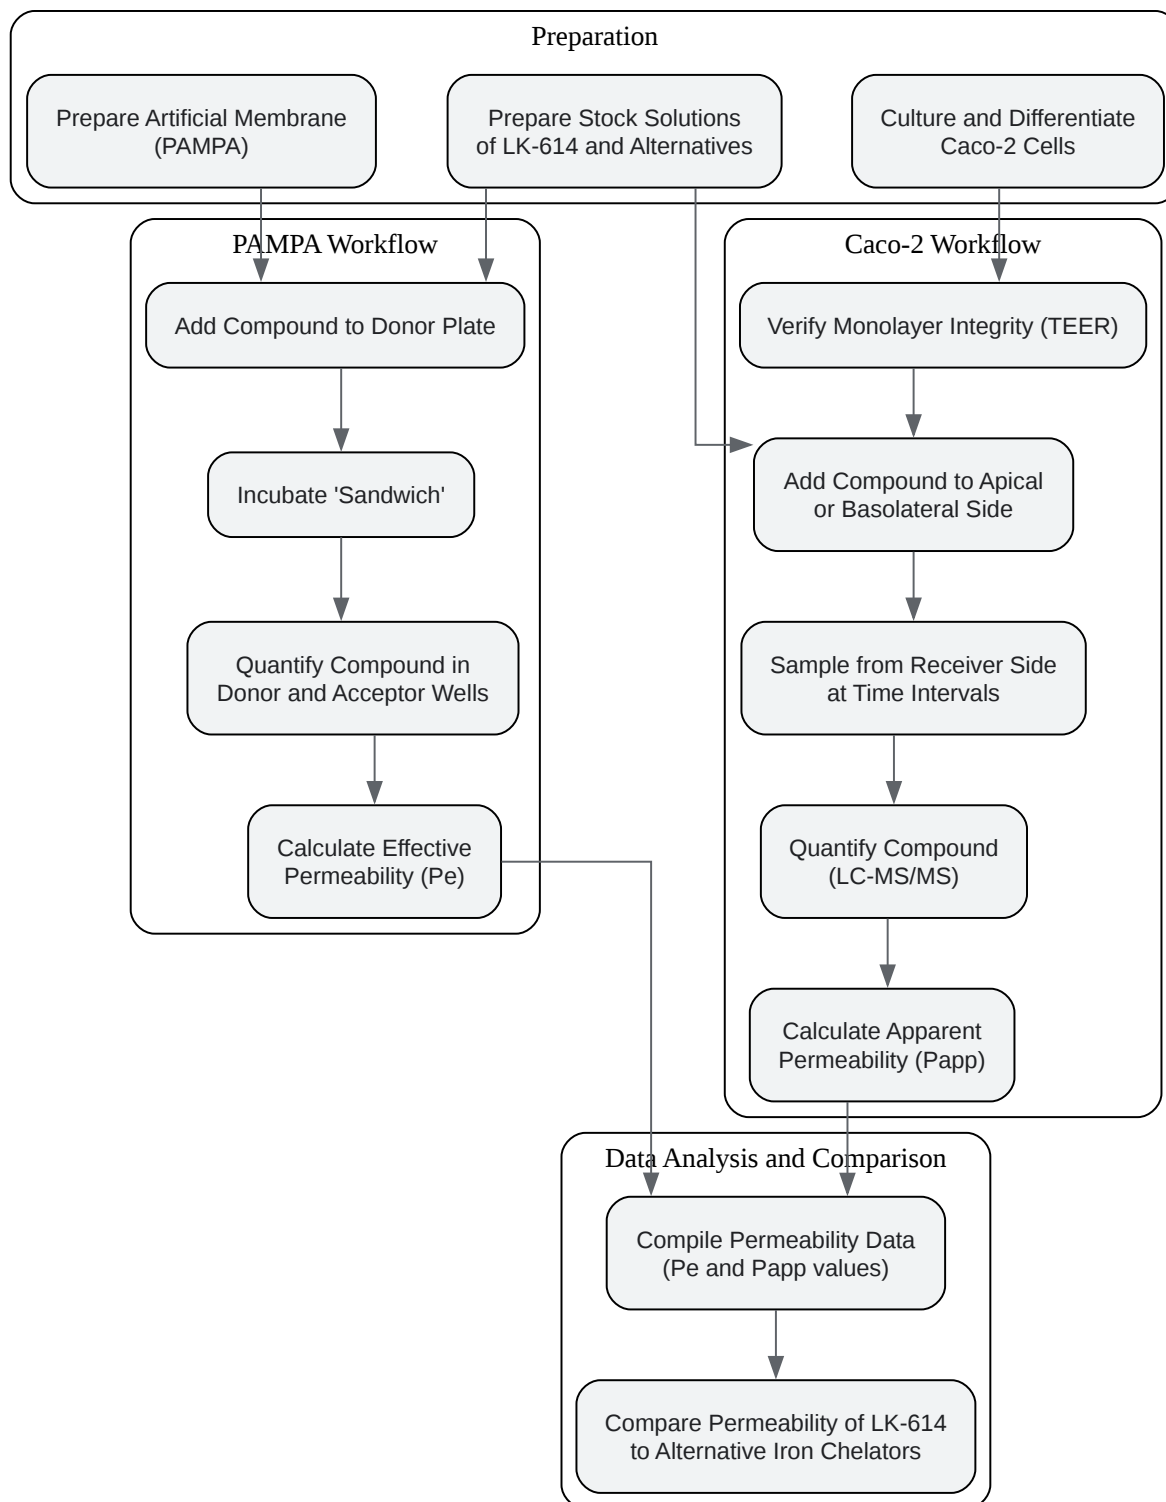 Preparation
Prepare Artificial Membrane
(PAMPA)
Prepare Stock Solutions
of LK-614 and Alternatives
Culture and Differentiate
Caco-2 Cells
PAMPA Workflow
Add Compound to Donor Plate
Incubate 'Sandwich'
Quantify Compound in
Donor and Acceptor Wells
Calculate Effective
Permeability (Pe)
Caco-2 Workflow
Verify Monolayer Integrity (TEER)
Add Compound to Apical
or Basolateral Side
Sample from Receiver Side
at Time Intervals
Quantify Compound
(LC-MS/MS)
Calculate Apparent
Permeability (Papp)
Data Analysis and Comparison
Compile Permeability Data
(Pe and Papp values)
Compare Permeability of LK-614
to Alternative Iron Chelators